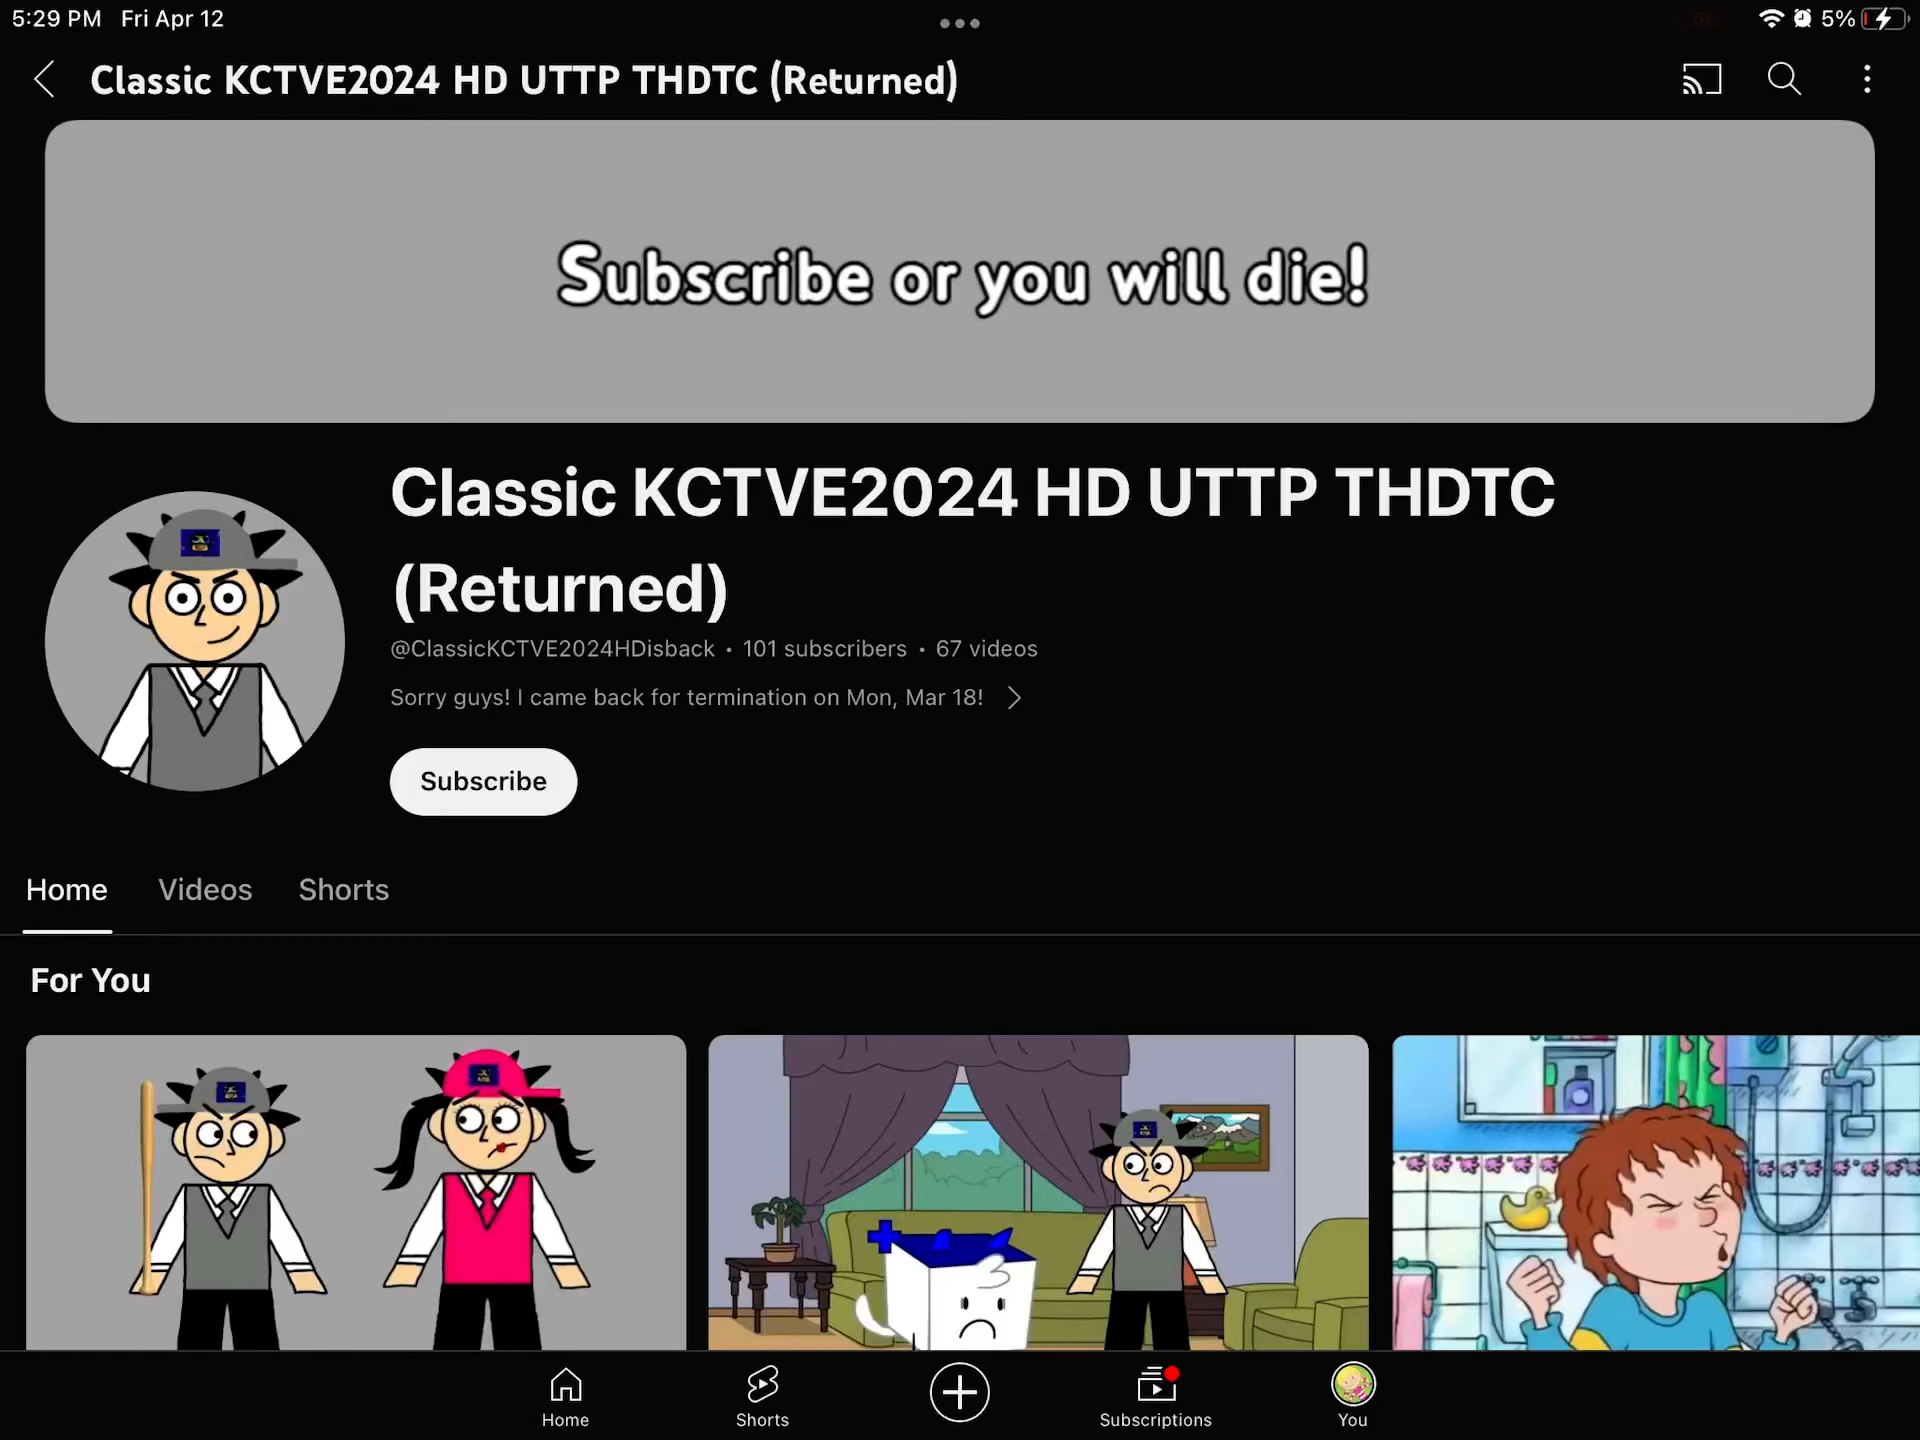 5:29 PM Fri Apr 12
5%
Classic KCTVE2024 HD UTTP THDTC (Returned)
Subscribe or you will die!
Classic KCTVE2024 HD UTTP THDTC
(Returned)
@ClassicKCTVE2024HDisback • 101 subscribers • 67 videos
Sorry guys! I came back for termination on Mon, Mar 18!
Subscribe
Home Videos Shorts
For You
Home Shorts Subscriptions You